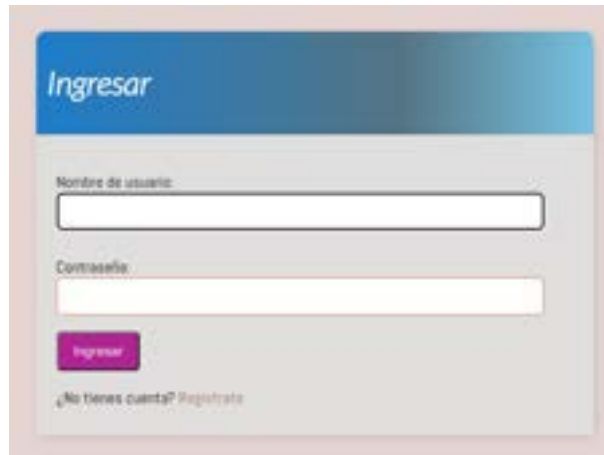 Ingresar
Nombre de usuario:
Contraseña:
Ingresar
¿No tienes cuenta? Registrate